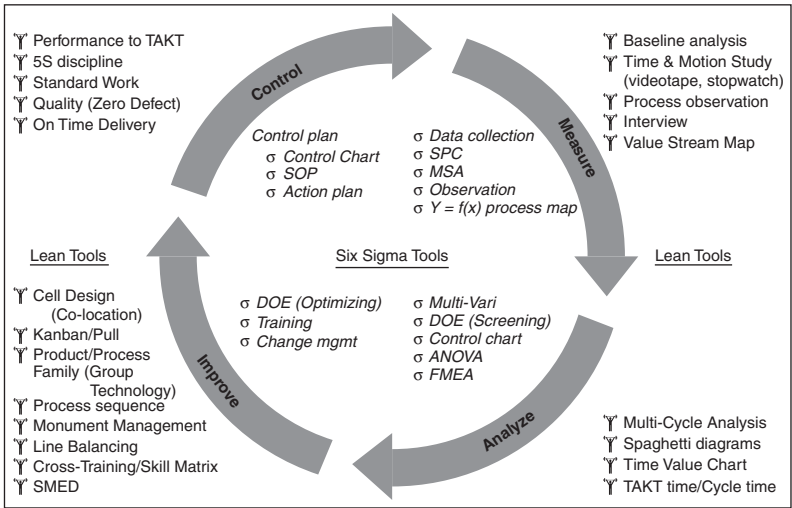 Performance to TAKT
5S discipline
Standard Work
Quality (Zero Defect)
On Time Delivery
Control
Control plan
σ Control Chart
σ SOP
σ Action plan
Measure
σ Data collection
σ SPC
σ MSA
σ Observation
σ Y = f(x) process map
Baseline analysis
Time & Motion Study
(videotape, stopwatch)
Process observation
Interview
Value Stream Map
Lean Tools
Six Sigma Tools
Lean Tools
Cell Design
(Co-location)
Kanban/Pull
Product/Process
Family (Group
Technology)
Process sequence
Monument Management
Line Balancing
Cross-Training/Skill Matrix
SMED
Improve
σ DOE (Optimizing)
σ Training
σ Change mgmt
σ Multi-Vari
σ DOE (Screening)
σ Control chart
σ ANOVA
σ FMEA
Analyze
Multi-Cycle Analysis
Spaghetti diagrams
Time Value Chart
TAKT time/Cycle time